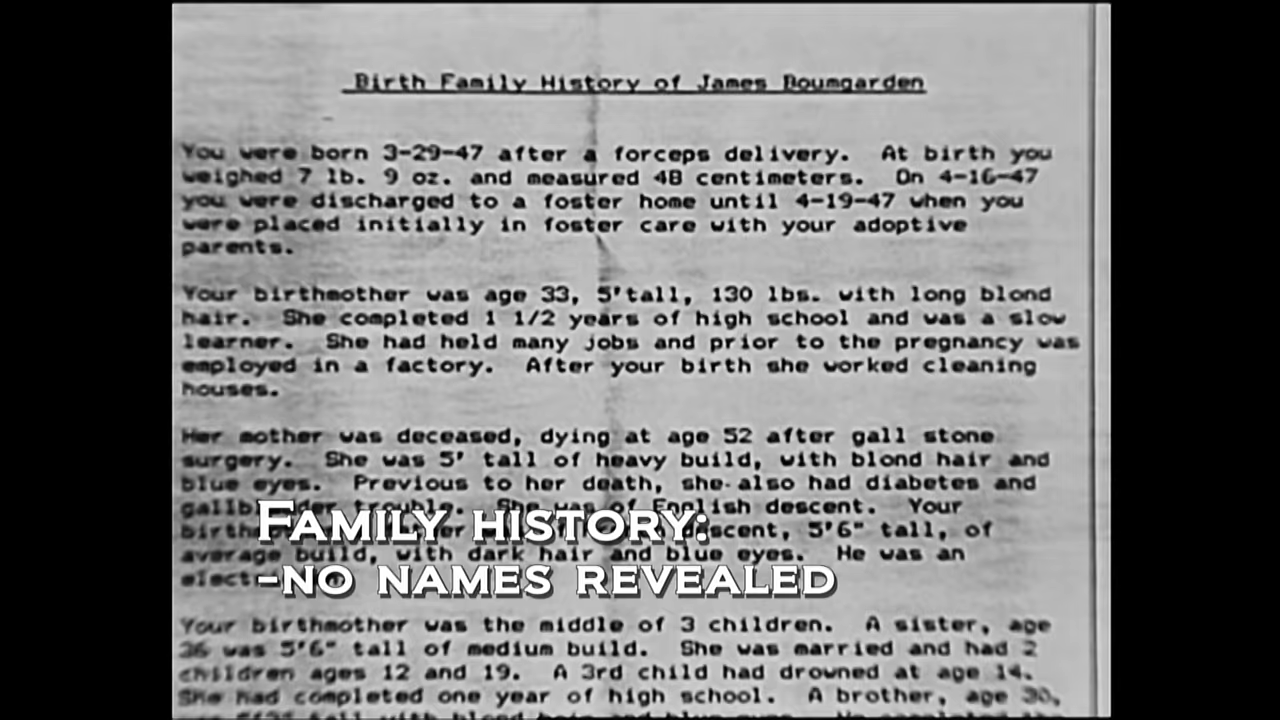 Birth Family History of James Boumgarden
You were born 3-29-47 after a forceps delivery. At birth you
weighed 7 lb. 9 oz. and measured 48 centimeters. On 4-16-47
you were discharged to a foster home until 4-19-47 when you
were placed initially in foster care with your adoptive
parents.
Your birthmother was age 33, 5'tall, 130 lbs. with long blond
hair. She completed 1 1/2 years of high school and was a slow
learner. She had held many jobs and prior to the pregnancy was
employed in a factory. After your birth she worked cleaning
houses.
Her mother was deceased, dying at age 52 after gall stone
surgery. She was 5' tall of heavy build, with blond hair and
blue eyes. Previous to her death, she also had diabetes and
trouble. She was of English descent. Your
5'6" tall, of
FAMILY HISTORY:
average build, with dark hair and blue eyes. He was an
-NO NAMES REVEALED
Your birthmother was the middle of 3 children. A sister, age
36 was 5'6" tall of medium build. She was married and had 2
children ages 12 and 19. A 3rd child had drowned at age 14.
She had completed one year of high school. A brother, age 30,